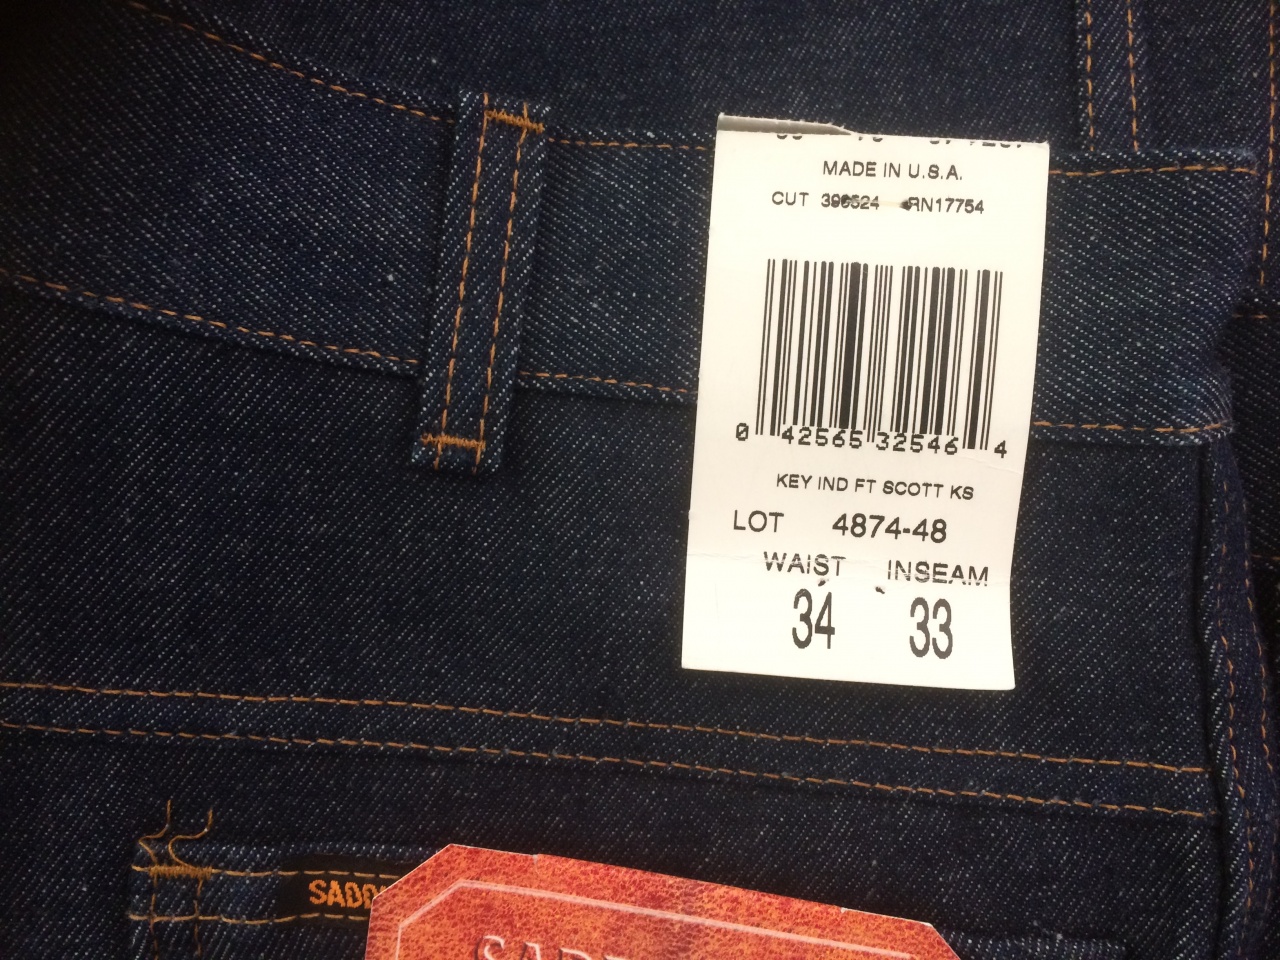 MADE IN U.S.A.
CUT 396524 RN17754
0 42565 32546 4
KEY IND FT SCOTT KS
LOT 4874-48
WAIST INSEAM
34 33